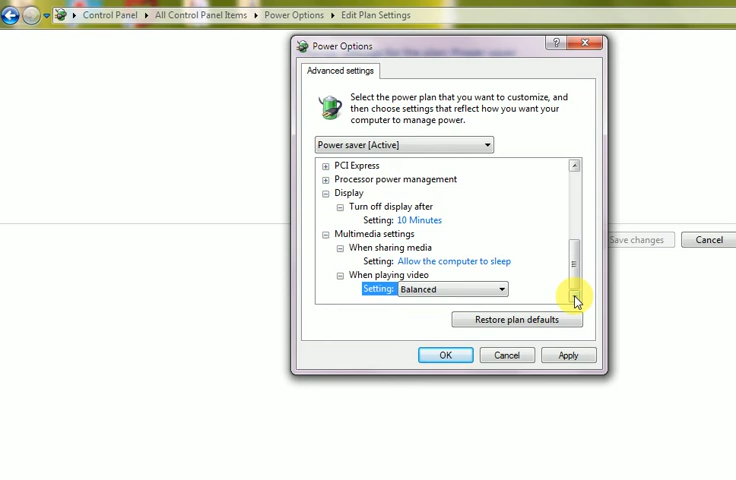 Control Panel ▸ All Control Panel Items ▸ Power Options ▸ Edit Plan Settings
Power Options
?
Advanced settings
Select the power plan that you want to customize, and
then choose settings that reflect how you want your
computer to manage power.
Power saver [Active]
PCI Express
Processor power management
Display
Turn off display after
Setting: 10 Minutes
Multimedia settings
When sharing media
Setting: Allow the computer to sleep
When playing video
Setting: Balanced
Restore plan defaults
OK Cancel Apply
Save changes Cancel